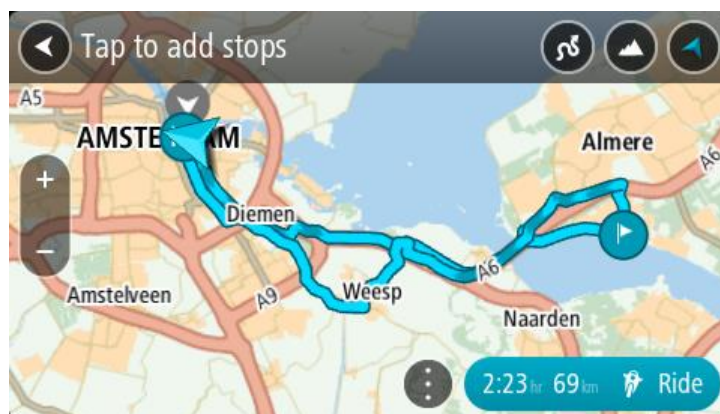 Tap to add stops
A5
AMSTE AM
Almere
A6
+
Diemen
−
A6
Amstelveen
A9
Weesp
Naarden
2:23 hr 69 km Ride